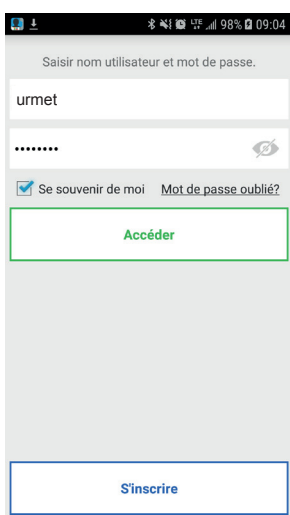 LTE 98% 09:04
Saisir nom utilisateur et mot de passe.
urmet
••••••••
Se souvenir de moi Mot de passe oublié?
Accéder
S'inscrire